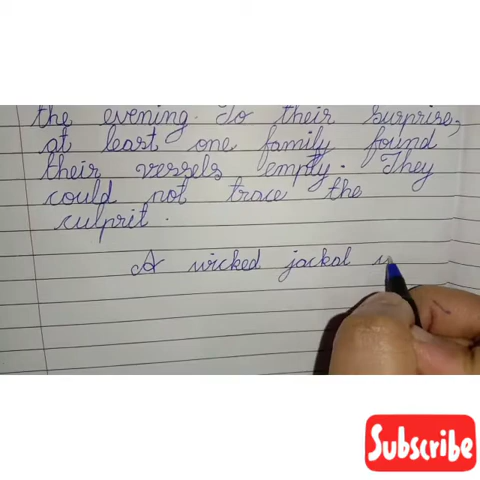 the evening. To their surprise,
at least one family found
their vessels empty. They
could not trace the
culprit.
A wicked jackal
Subscribe